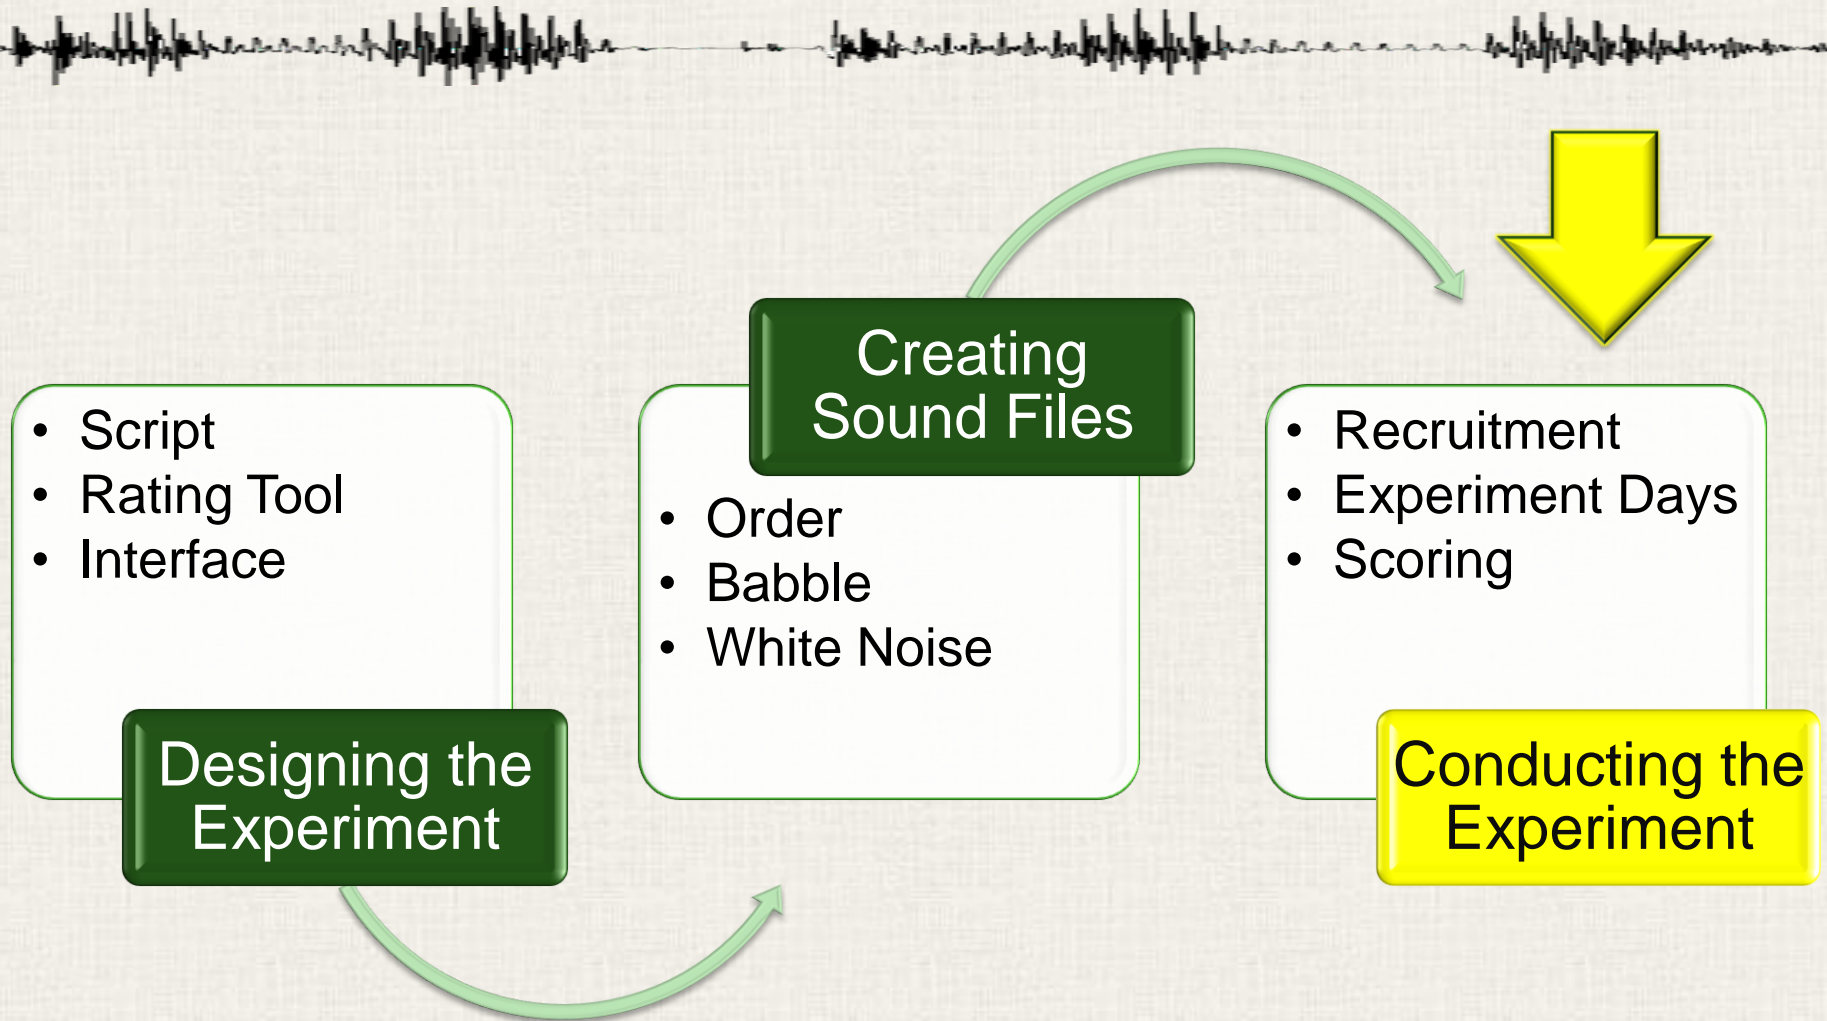 • Script
• Rating Tool
• Interface
Designing the
Experiment
Creating
Sound Files
• Order
• Babble
• White Noise
• Recruitment
• Experiment Days
• Scoring
Conducting the
Experiment